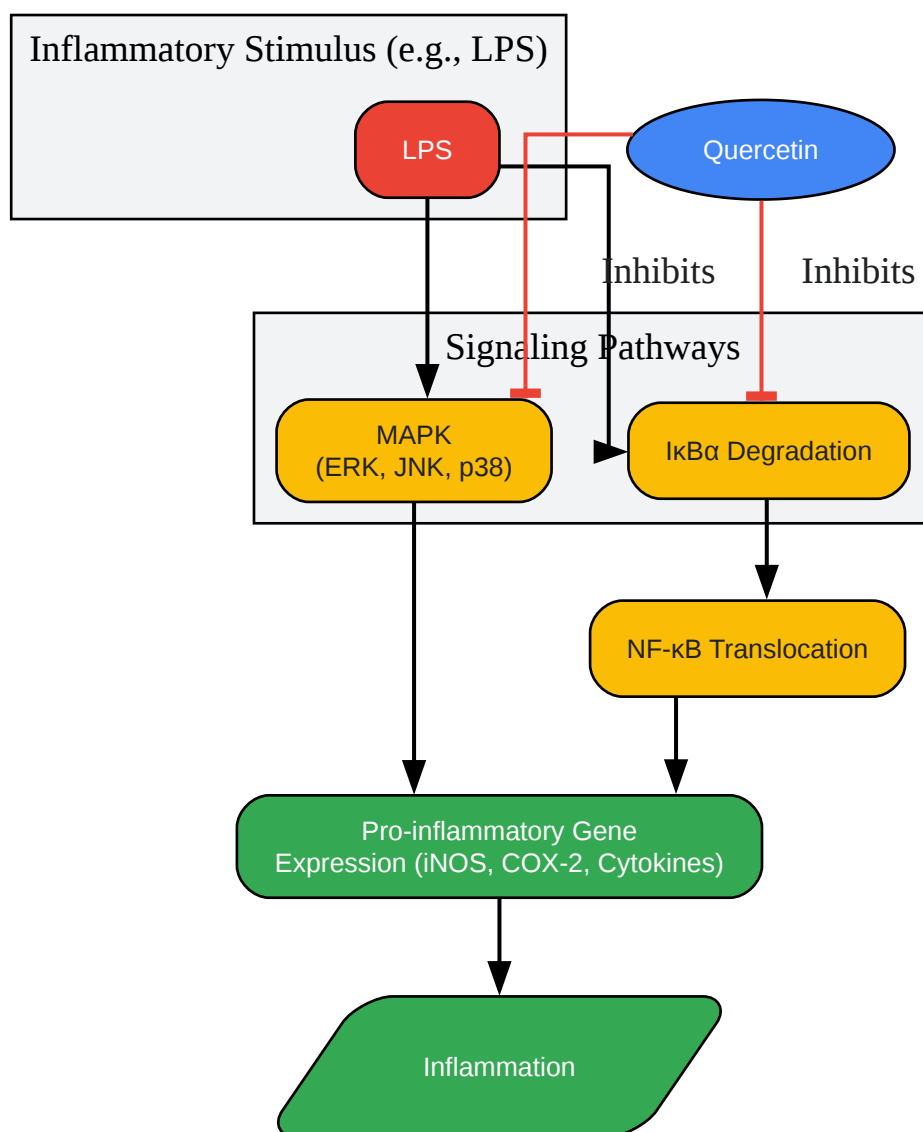 Inflammatory Stimulus (e.g., LPS)
LPS
Quercetin
Inhibits
Inhibits
Signaling Pathways
MAPK
(ERK, JNK, p38)
IκBα Degradation
NF-κB Translocation
Pro-inflammatory Gene
Expression (iNOS, COX-2, Cytokines)
Inflammation